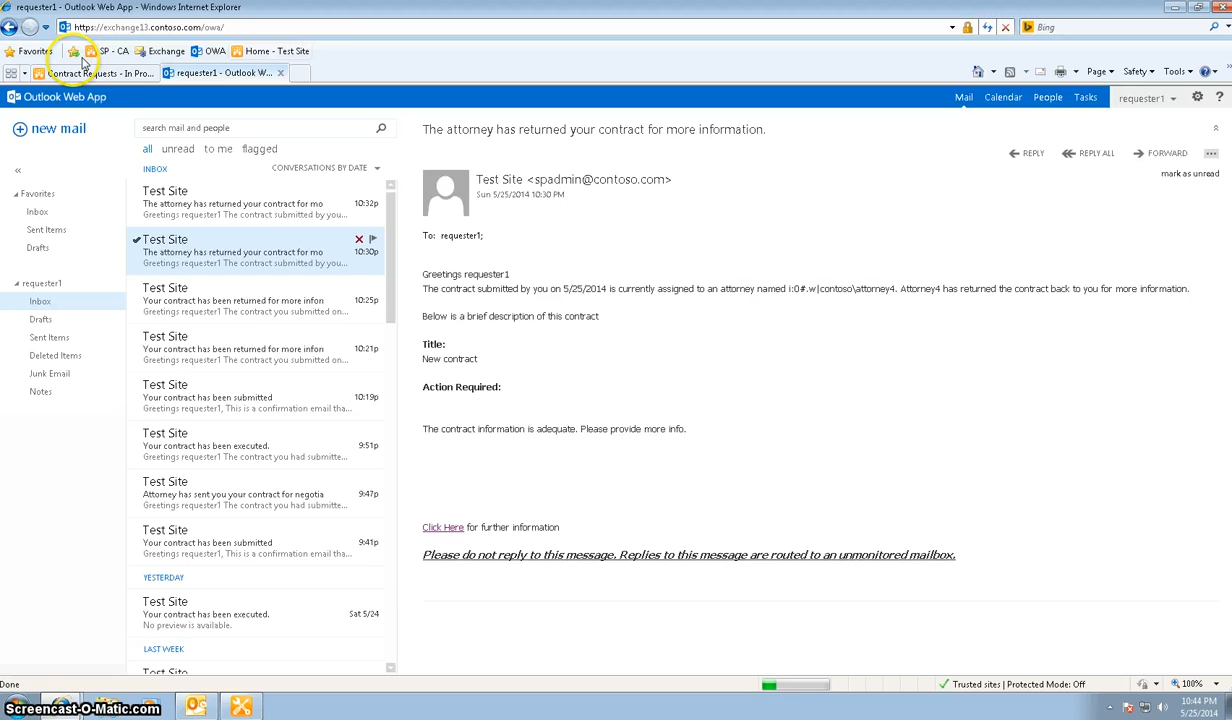 requester1 - Outlook Web App - Windows Internet Explorer
https://exchange13.contoso.com/owa/
Bing
Favorites SP - CA Exchange OWA Home - Test Site
Contract Requests - In Pro... requester1 - Outlook W... Page Safety Tools
Outlook Web App Mail Calendar People Tasks requester1 ?
new mail
search mail and people
all unread to me flagged
INBOX CONVERSATIONS BY DATE
«
Favorites
Inbox
Sent Items
Drafts
requester1
Inbox
Drafts
Sent Items
Deleted Items
Junk Email
Notes
Test Site
The attorney has returned your contract for mo 10:32p
Greetings requester1 The contract submitted by you...
Test Site
The attorney has returned your contract for mo 10:30p
Greetings requester1 The contract submitted by you...
Test Site
Your contract has been returned for more infon 10:25p
Greetings requester1 The contract you submitted on...
Test Site
Your contract has been returned for more infon 10:21p
Greetings requester1 The contract you submitted on...
Test Site
Your contract has been submitted 10:19p
Greetings requester1, This is a confirmation email tha...
Test Site
Your contract has been executed. 9:51p
Greetings requester1 The contract you had submitte...
Test Site
Attorney has sent you your contract for negotia 9:47p
Greetings requester1 The contract you had submitte...
Test Site
Your contract has been submitted 9:41p
Greetings requester1, This is a confirmation email tha...
YESTERDAY
Test Site
Your contract has been executed. Sat 5/24
No preview is available.
LAST WEEK
Test Site
The attorney has returned your contract for more information.
REPLY REPLY ALL FORWARD ...
mark as unread
Test Site <spadmin@contoso.com>
Sun 5/25/2014 10:30 PM
To: requester1;
Greetings requester1
The contract submitted by you on 5/25/2014 is currently assigned to an attorney named i:0#.w|contoso\attorney4. Attorney4 has returned the contract back to you for more information.
Below is a brief description of this contract
Title:
New contract
Action Required:
The contract information is adequate. Please provide more info.
Click Here for further information
Please do not reply to this message. Replies to this message are routed to an unmonitored mailbox.
Done Trusted sites | Protected Mode: Off 100%
Screencast-O-Matic.com
10:44 PM
5/25/2014